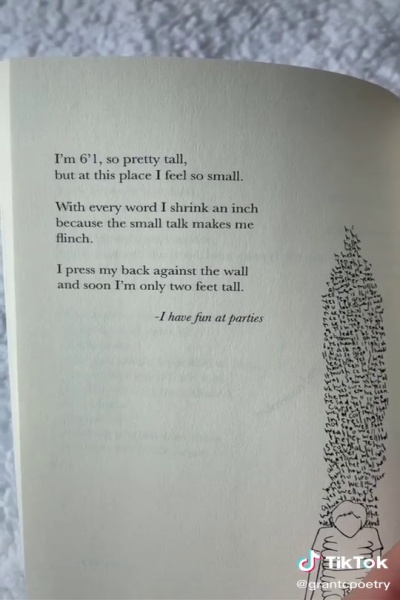 I'm 6'1, so pretty tall,
but at this place I feel so small.
With every word I shrink an inch
because the small talk makes me
flinch.
I press my back against the wall
and soon I'm only two feet tall.
-I have fun at parties
TikTok
@grantcpoetry